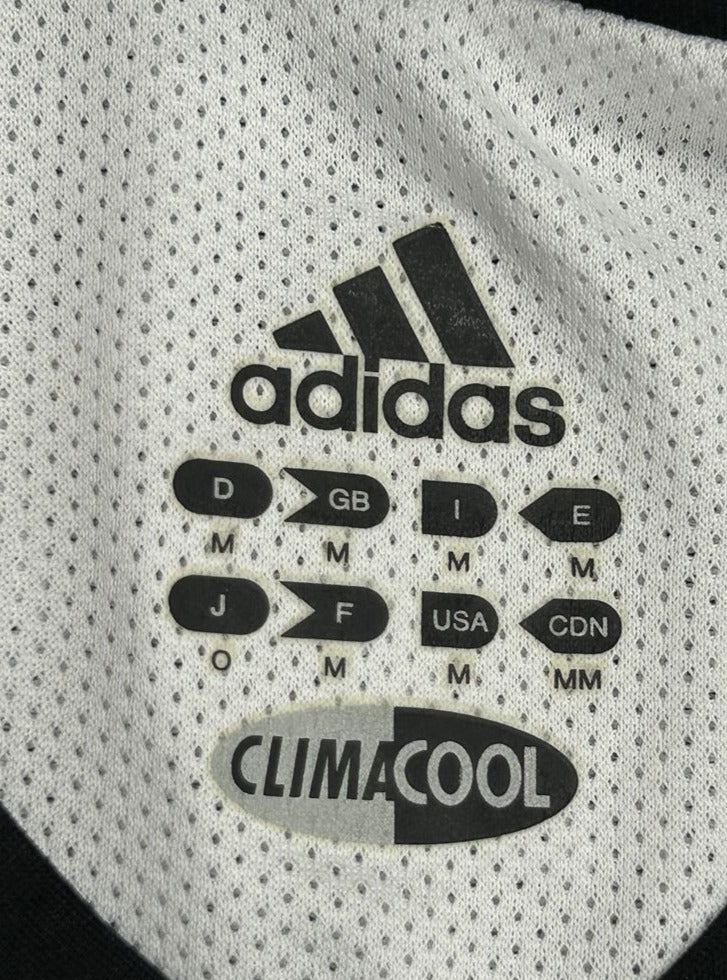 adidas
D GB I E
M M M M
J F USA CDN
O M M MM
CLIMACOOL